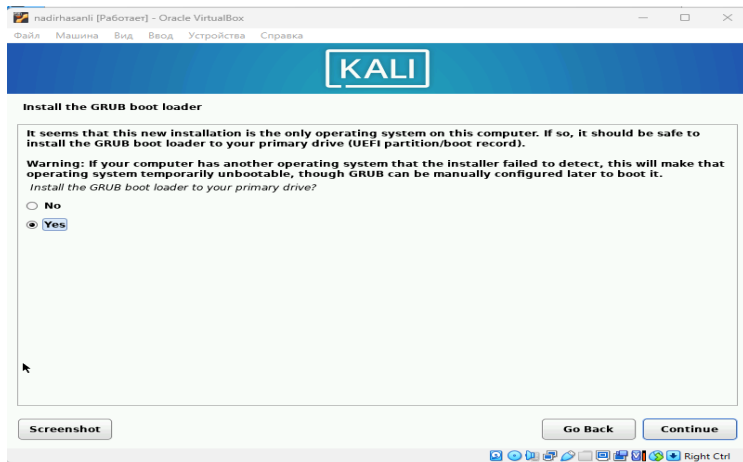 nadirhasanli [Работает] - Oracle VirtualBox
Файл Машина Вид Ввод Устройства Справка
KALI
Install the GRUB boot loader
It seems that this new installation is the only operating system on this computer. If so, it should be safe to
install the GRUB boot loader to your primary drive (UEFI partition/boot record).
Warning: If your computer has another operating system that the installer failed to detect, this will make that
operating system temporarily unbootable, though GRUB can be manually configured later to boot it.
Install the GRUB boot loader to your primary drive?
No
Yes
Screenshot Go Back Continue
Right Ctrl